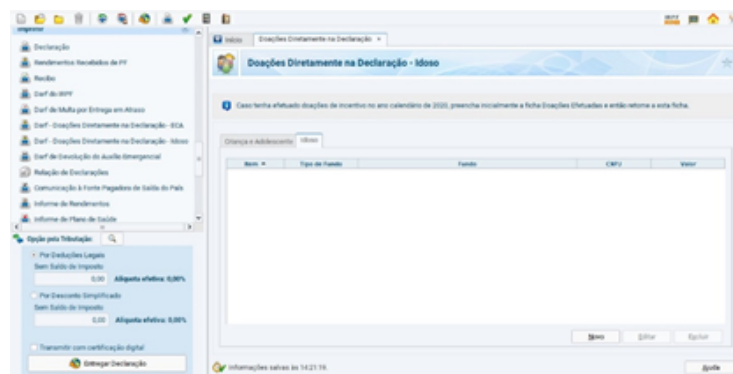 Imprimir
Declaração
Rendimentos Recebidos de PF
Recibo
Darf do IRPF
Darf de Multa por Entrega em Atraso
Darf - Doações Diretamente na Declaração - ECA
Darf - Doações Diretamente na Declaração - Idoso
Darf de Devolução do Auxílio Emergencial
Relação de Declarações
Comunicação à Fonte Pagadora de Saída do País
Informe de Rendimentos
Informe de Plano de Saúde
Opção pela Tributação
Por Deduções Legais
Sem Saldo de Imposto
0,00 Alíquota efetiva: 0,00%
Por Desconto Simplificado
Sem Saldo de Imposto
0,00 Alíquota efetiva: 0,00%
Transmitir com certificação digital
Entregar Declaração
Início Doações Diretamente na Declaração ×
Doações Diretamente na Declaração - Idoso
Caso tenha efetuado doações de incentivo no ano calendário de 2020, preencha inicialmente a ficha Doações Efetuadas e então retorne a esta ficha.
Criança e Adolescente Idoso
Item Tipo de Fundo Fundo CNPJ Valor
Novo Editar Excluir
Informações salvas às 14:21:19.
Ajuda